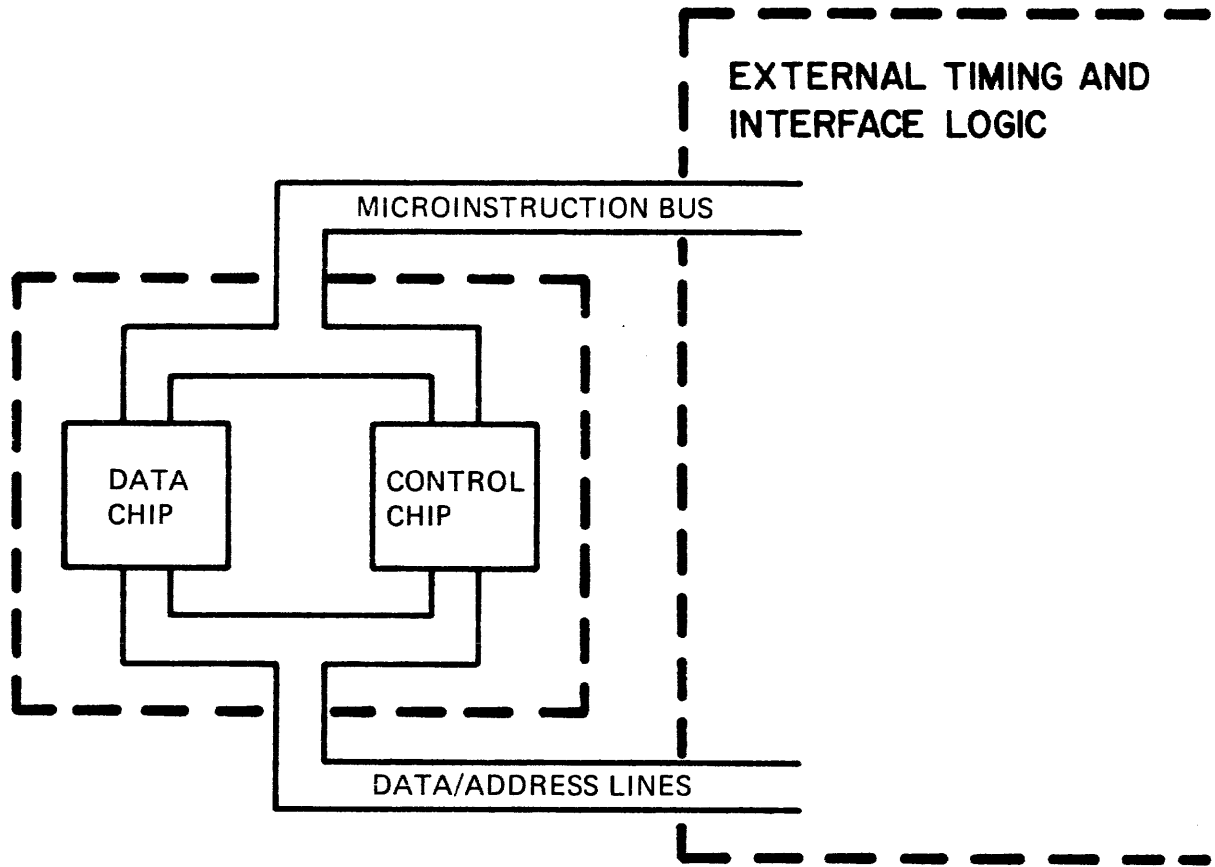 EXTERNAL TIMING AND
INTERFACE LOGIC
MICROINSTRUCTION BUS
DATA
CHIP
CONTROL
CHIP
DATA/ADDRESS LINES